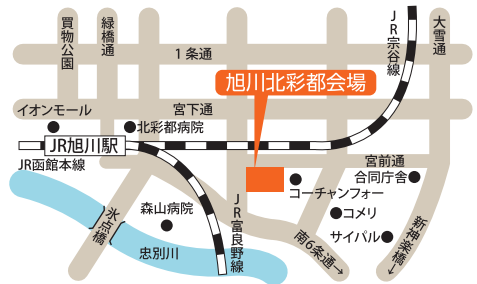 買物公園
緑橋通
JR宗谷線
大雪通
1条通
旭川北彩都会場
イオンモール
宮下通
北彩都病院
JR旭川駅
JR函館本線
宮前通
合同庁舎
コーチャンフォー
氷点橋
森山病院
JR富良野線
コメリ
サイパル
新神楽橋→
忠別川
南6条通→